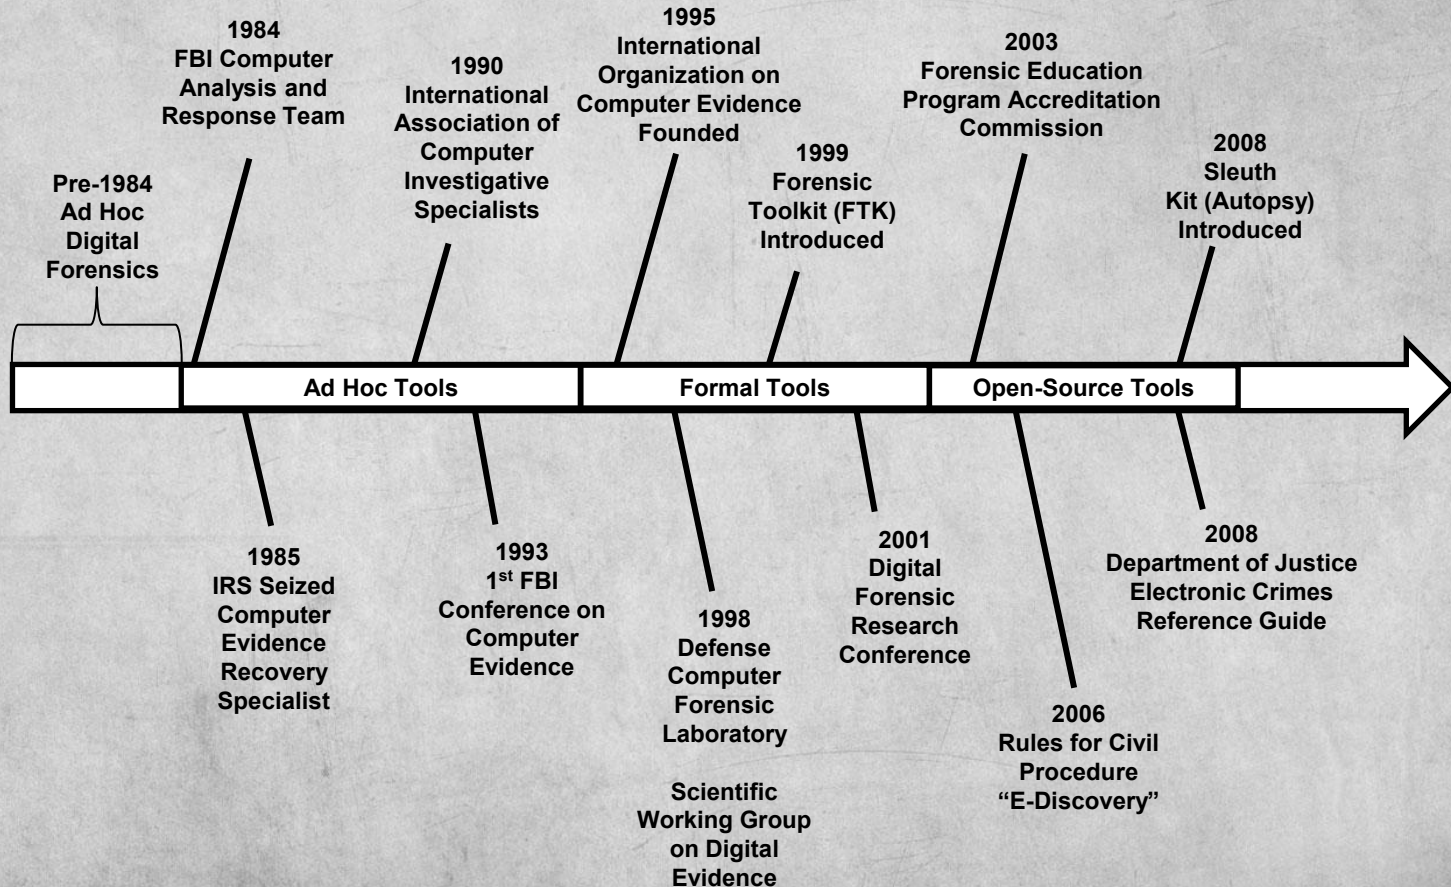 Pre-1984
Ad Hoc
Digital
Forensics
1984
FBI Computer
Analysis and
Response Team
1990
International
Association of
Computer
Investigative
Specialists
1995
International
Organization on
Computer Evidence
Founded
1999
Forensic
Toolkit (FTK)
Introduced
2003
Forensic Education
Program Accreditation
Commission
2008
Sleuth
Kit (Autopsy)
Introduced
Ad Hoc Tools
Formal Tools
Open-Source Tools
1985
IRS Seized
Computer
Evidence
Recovery
Specialist
1993
1st FBI
Conference on
Computer
Evidence
1998
Defense
Computer
Forensic
Laboratory
Scientific
Working Group
on Digital
Evidence
2001
Digital
Forensic
Research
Conference
2006
Rules for Civil
Procedure
“E-Discovery”
2008
Department of Justice
Electronic Crimes
Reference Guide